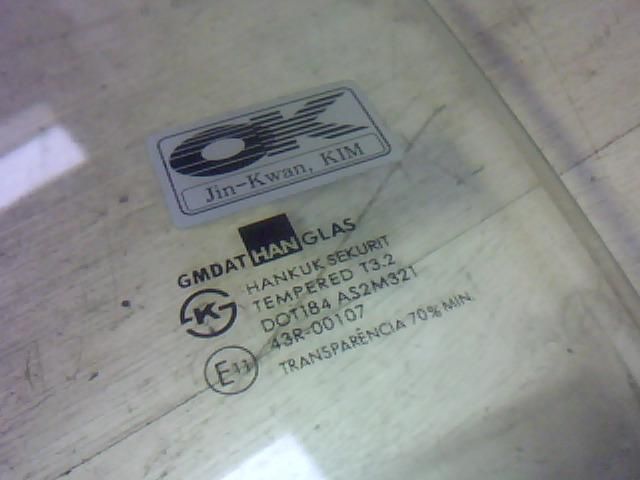 OK
Jin-Kwan, KIM
GMDAT HAN GLAS
HANKUK SEKURIT
TEMPERED T3.2
DOT184 AS2M321
43R-00107
TRANSPARÊNCIA 70% MIN.
K
E11